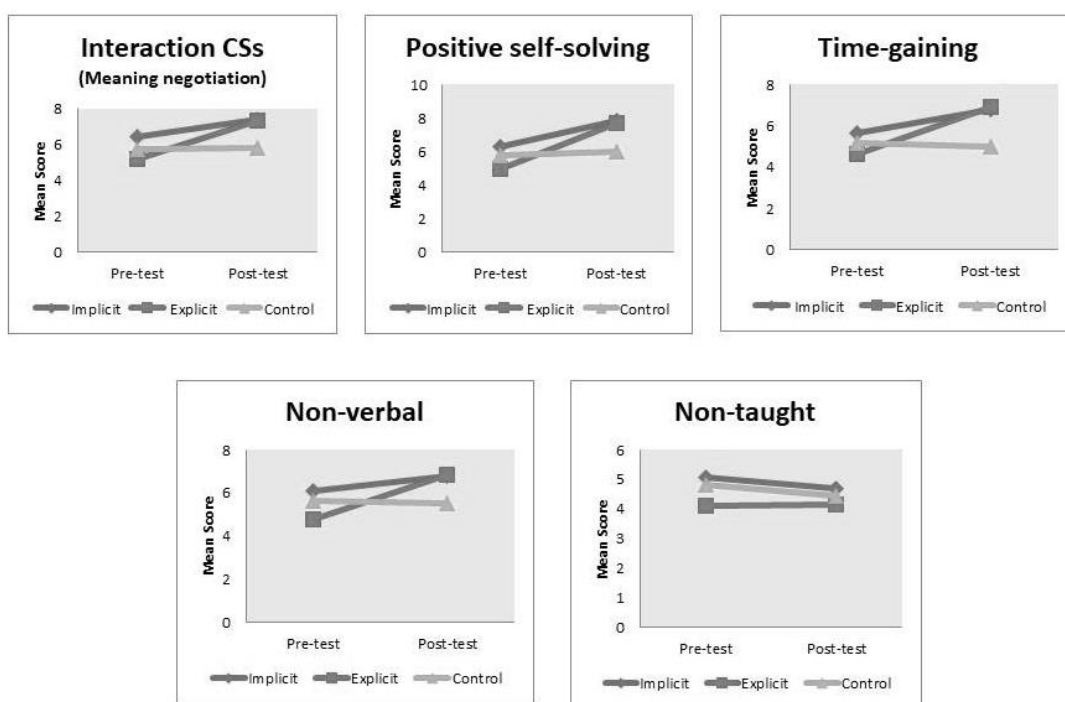 Interaction CSs
(Meaning negotiation)
8
6
4
2
0
Mean Score
Pre-test Post-test
Implicit Explicit Control
Positive self-solving
10
8
6
4
2
0
Mean Score
Pre-test Post-test
Implicit Explicit Control
Time-gaining
8
6
4
2
0
Mean Score
Pre-test Post-test
Implicit Explicit Control
Non-verbal
8
6
4
2
0
Mean Score
Pre-test Post-test
Implicit Explicit Control
Non-taught
6
5
4
3
2
1
0
Mean Score
Pre-test Post-test
Implicit Explicit Control